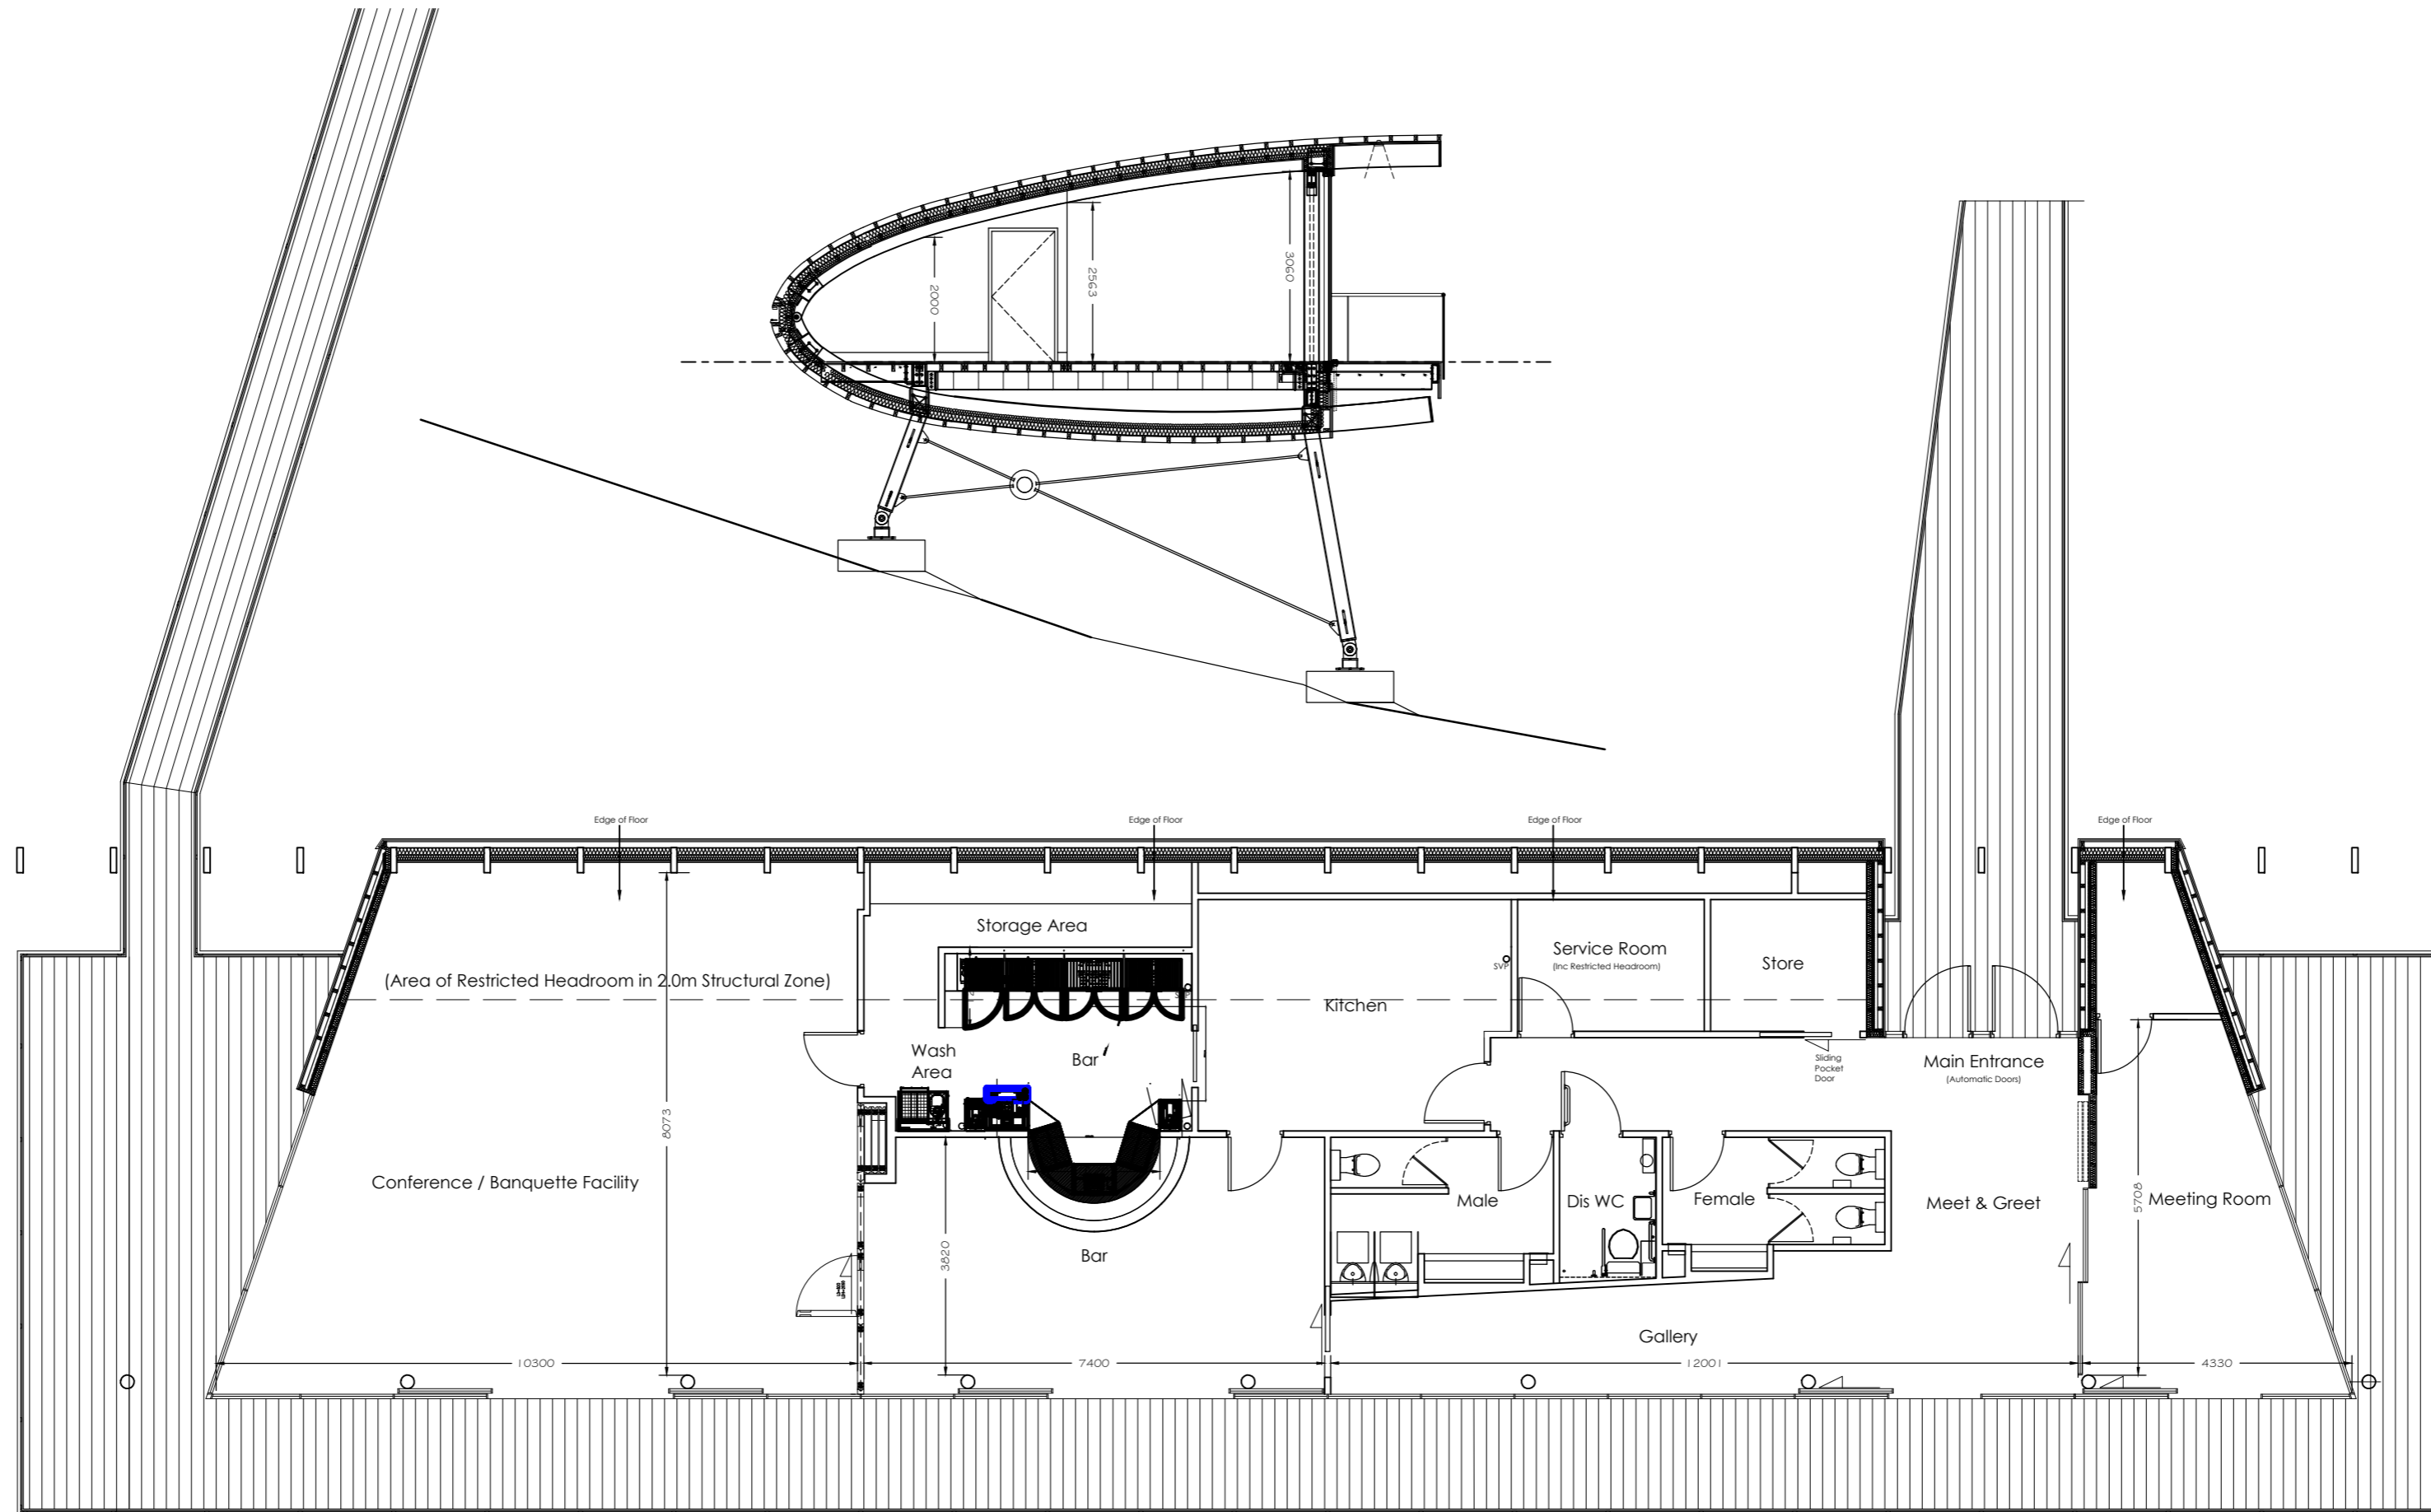 2000
2563
3060
Edge of Floor
Edge of Floor
Edge of Floor
Edge of Floor
Storage Area
(Area of Restricted Headroom in 2.0m Structural Zone)
Service Room
(Inc Restricted Headroom)
SVP
Store
Kitchen
Wash
Area
Bar
Sliding
Pocket
Door
Main Entrance
(Automatic Doors)
8073
Conference / Banquette Facility
Male
Dis WC
Female
Meet & Greet
5708
Meeting Room
3820
Bar
Gallery
10300
7400
12001
4330